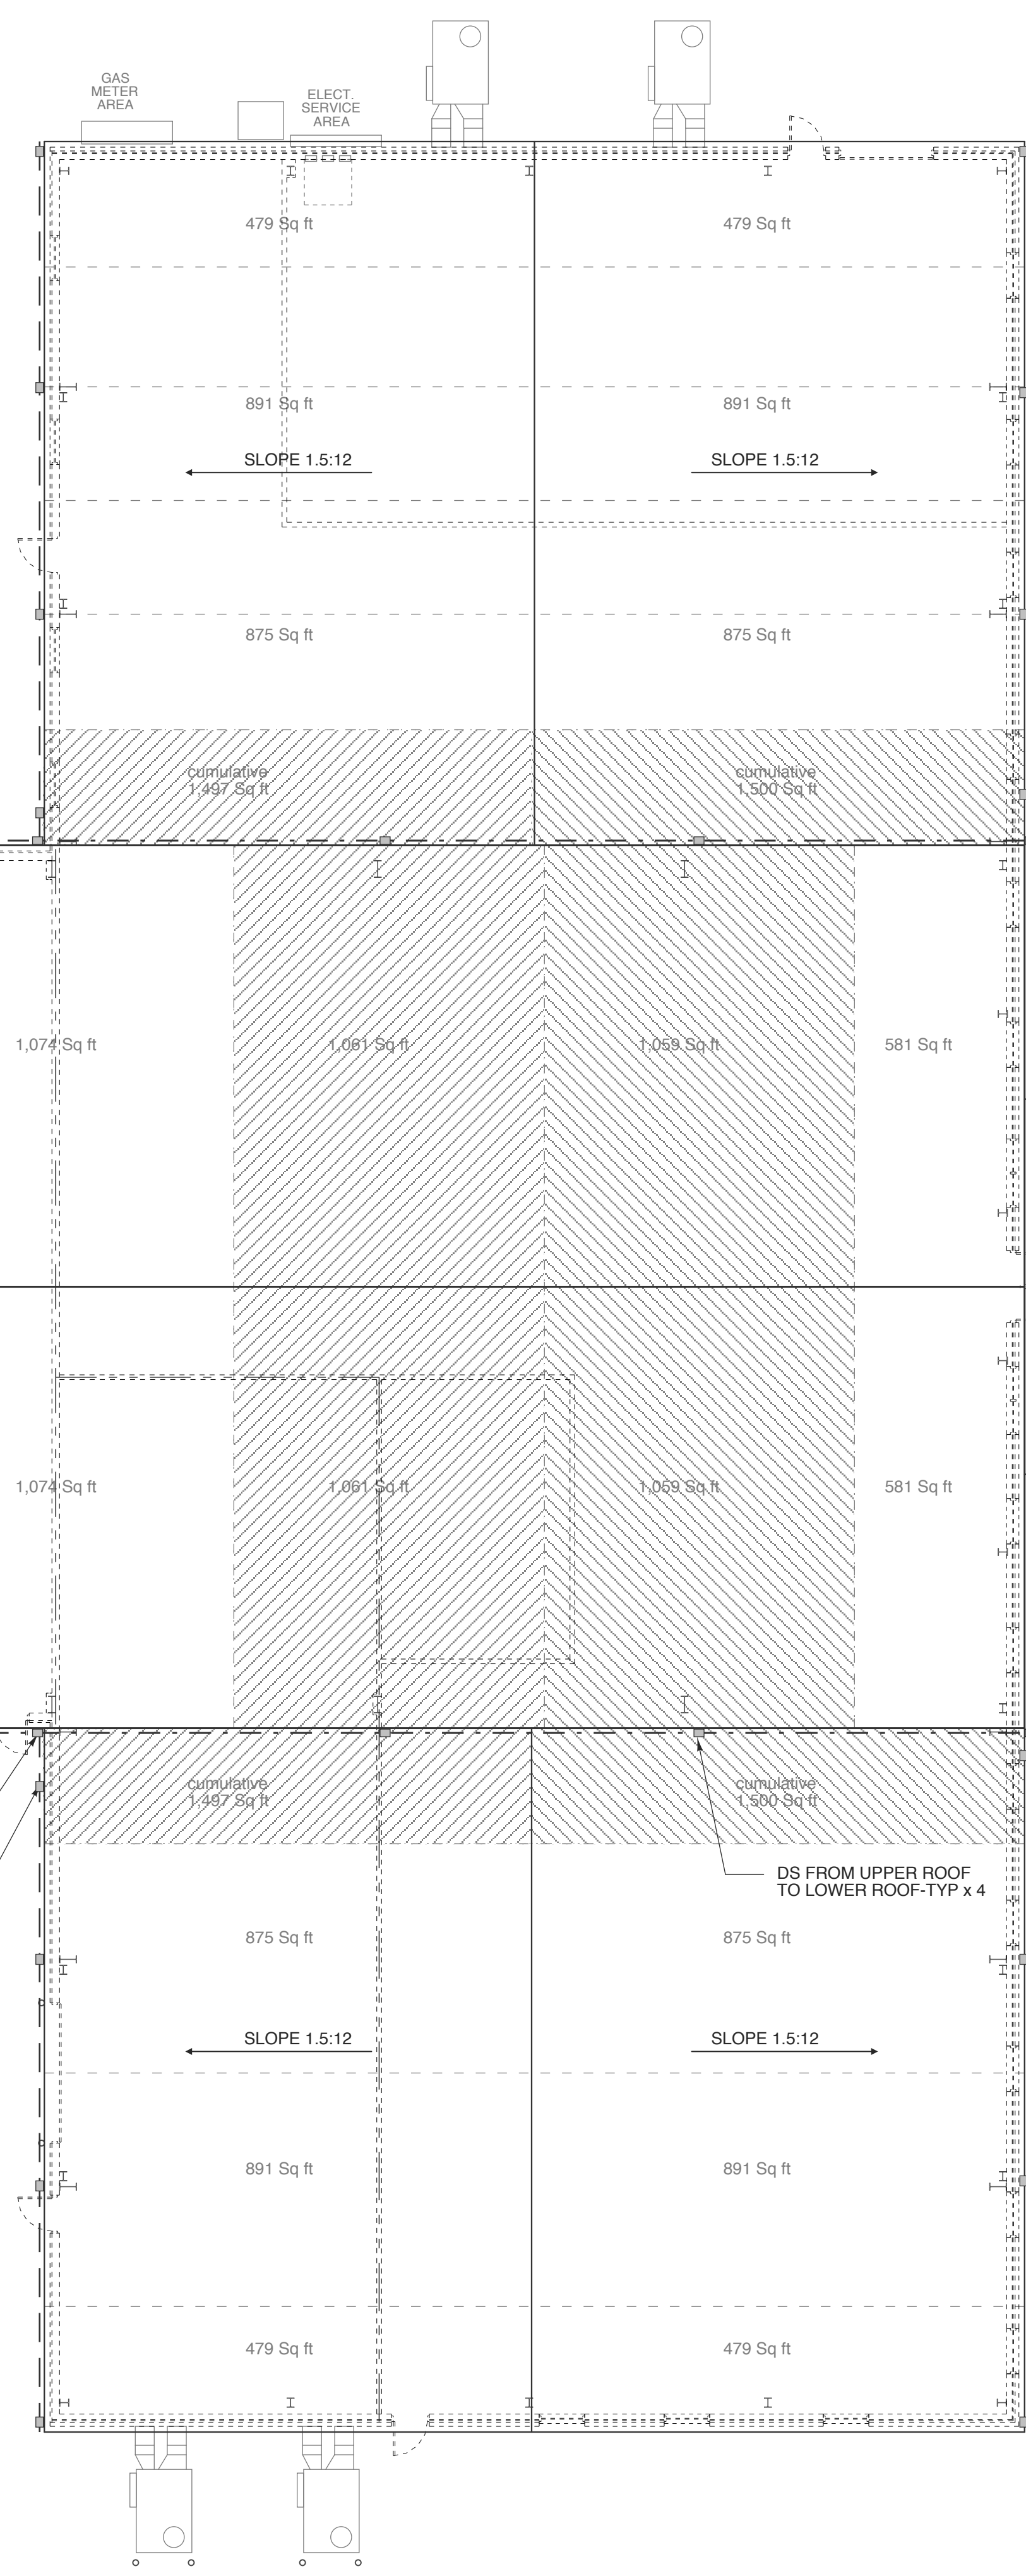 GAS
METER
AREA
ELECT.
SERVICE
AREA
479 Sq ft
479 Sq ft
891 Sq ft
891 Sq ft
SLOPE 1.5:12
SLOPE 1.5:12
875 Sq ft
875 Sq ft
cumulative
1,497 Sq ft
cumulative
1,500 Sq ft
1,074 Sq ft
1,061 Sq ft
1,059 Sq ft
581 Sq ft
1,074 Sq ft
1,061 Sq ft
1,059 Sq ft
581 Sq ft
cumulative
1,497 Sq ft
cumulative
1,500 Sq ft
DS FROM UPPER ROOF
TO LOWER ROOF-TYP x 4
875 Sq ft
875 Sq ft
SLOPE 1.5:12
SLOPE 1.5:12
891 Sq ft
891 Sq ft
479 Sq ft
479 Sq ft